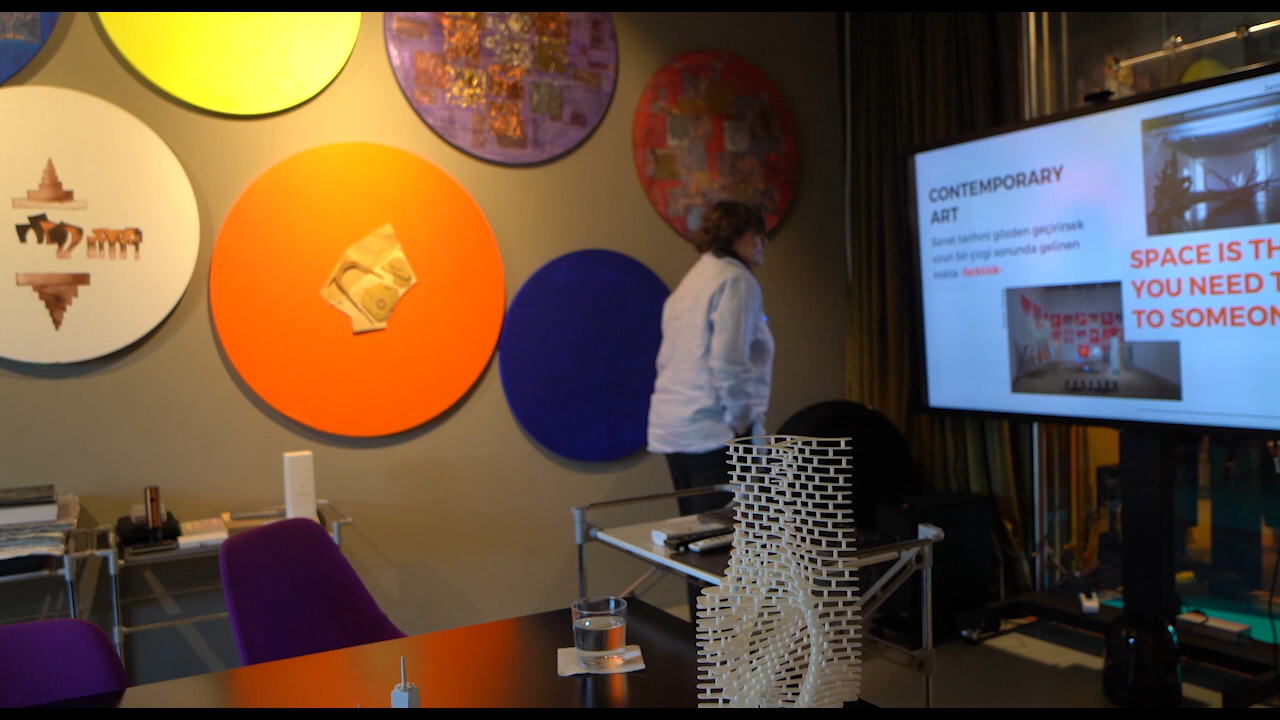 CONTEMPORARY
ART
Sanat tarihini gözden geçirirsek
uzun bir çizgi sonunda gelinen
nokta -farklılık-
SPACE IS TH
YOU NEED T
TO SOMEON